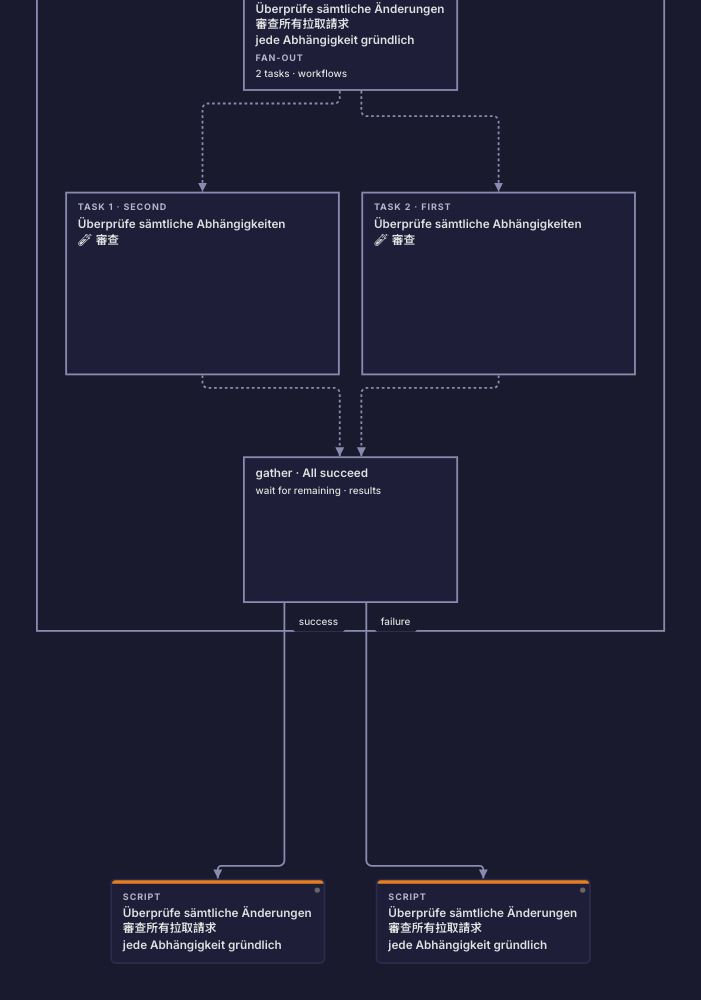 Überprüfe sämtliche Änderungen
審查所有拉取請求
jede Abhängigkeit gründlich
FAN-OUT
2 tasks · workflows
TASK 1 · SECOND
Überprüfe sämtliche Abhängigkeiten
🧬 審查
TASK 2 · FIRST
Überprüfe sämtliche Abhängigkeiten
🧬 審查
gather · All succeed
wait for remaining · results
success
failure
SCRIPT
Überprüfe sämtliche Änderungen
審查所有拉取請求
jede Abhängigkeit gründlich
SCRIPT
Überprüfe sämtliche Änderungen
審查所有拉取請求
jede Abhängigkeit gründlich